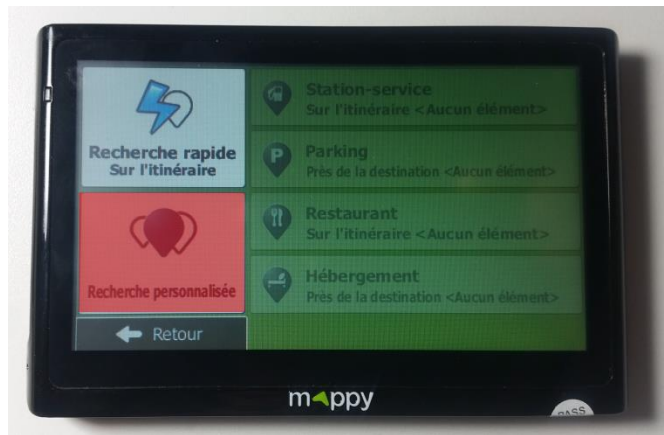 Recherche rapide
Sur l'itinéraire
Recherche personnalisée
Retour
Station-service
Sur l'itinéraire <Aucun élément>
P
Parking
Près de la destination <Aucun élément>
Restaurant
Sur l'itinéraire <Aucun élément>
Hébergement
Près de la destination <Aucun élément>
mappy
PASS